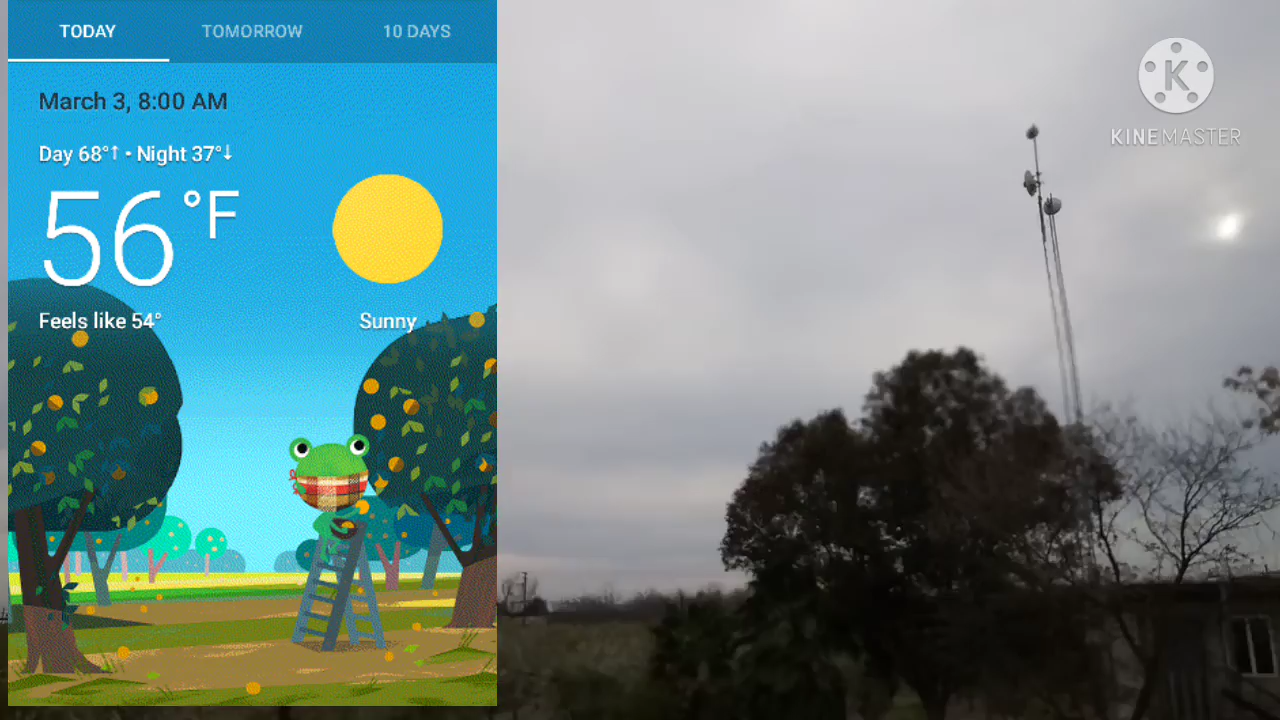 TODAY TOMORROW 10 DAYS
March 3, 8:00 AM
Day 68°↑ • Night 37°↓
56 °F
Feels like 54°
Sunny
K
KINEMASTER